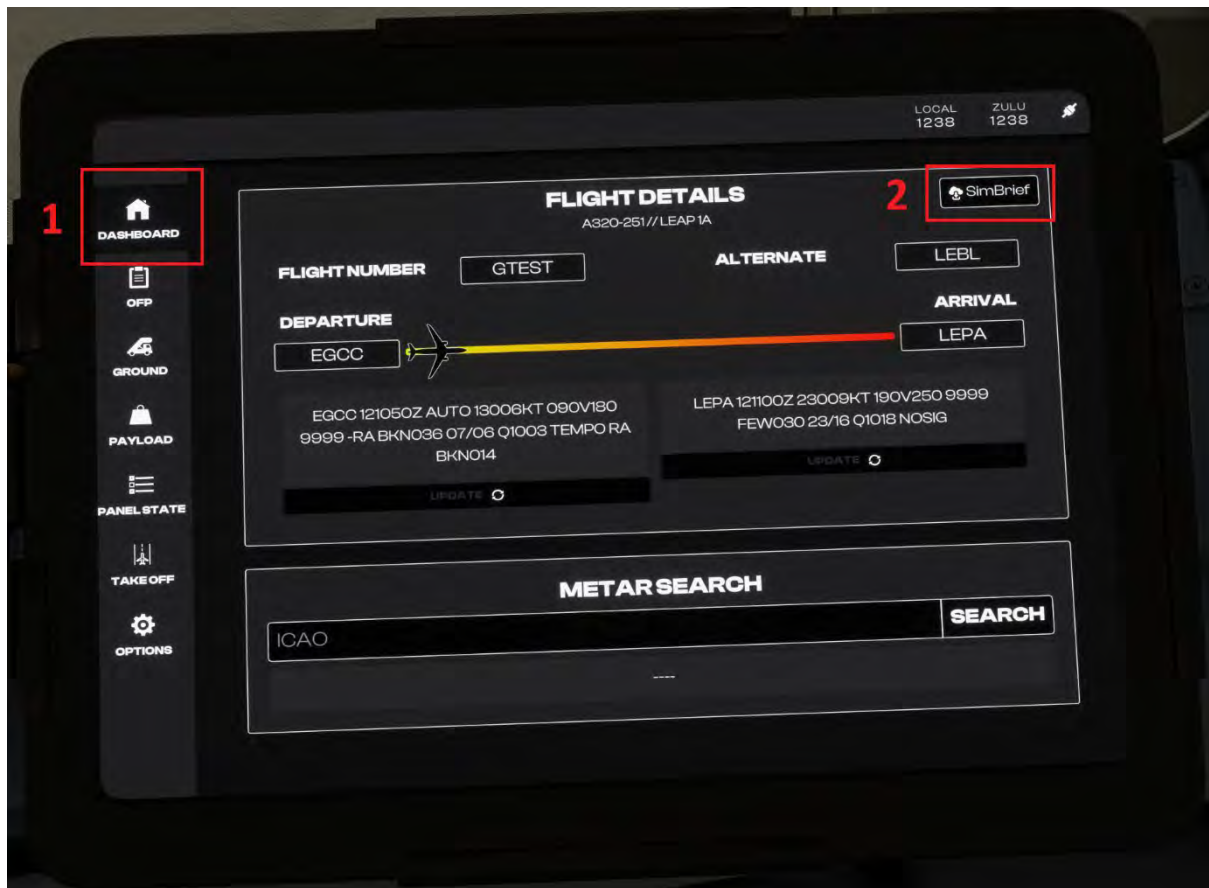 LOCAL ZULU
1238 1238
1
DASHBOARD
OFP
GROUND
PAYLOAD
PANEL STATE
TAKE OFF
OPTIONS
FLIGHT DETAILS
2
SimBrief
A320-251 // LEAP 1A
FLIGHT NUMBER GTEST
ALTERNATE LEBL
DEPARTURE
EGCC
ARRIVAL
LEPA
EGCC 121050Z AUTO 13006KT 090V180
9999 -RA BKN036 07/06 Q1003 TEMPO RA
BKN014
UPDATE
LEPA 121100Z 23009KT 190V250 9999
FEW030 23/16 Q1018 NOSIG
UPDATE
METAR SEARCH
ICAO
SEARCH
----